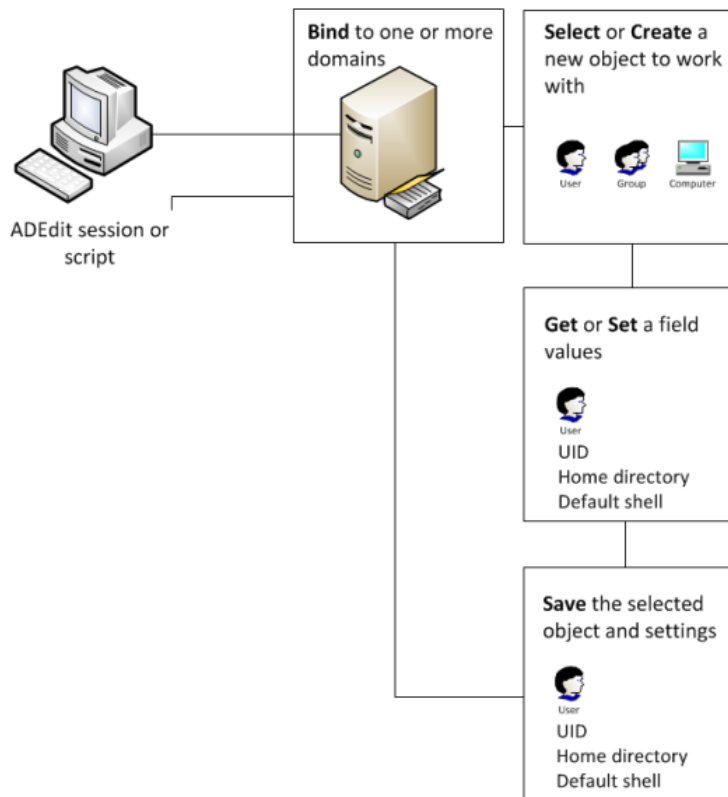 ADEdit session or
script
Bind to one or more
domains
Select or Create a
new object to work
with
User
Group
Computer
Get or Set a field
values
User
UID
Home directory
Default shell
Save the selected
object and settings
User
UID
Home directory
Default shell